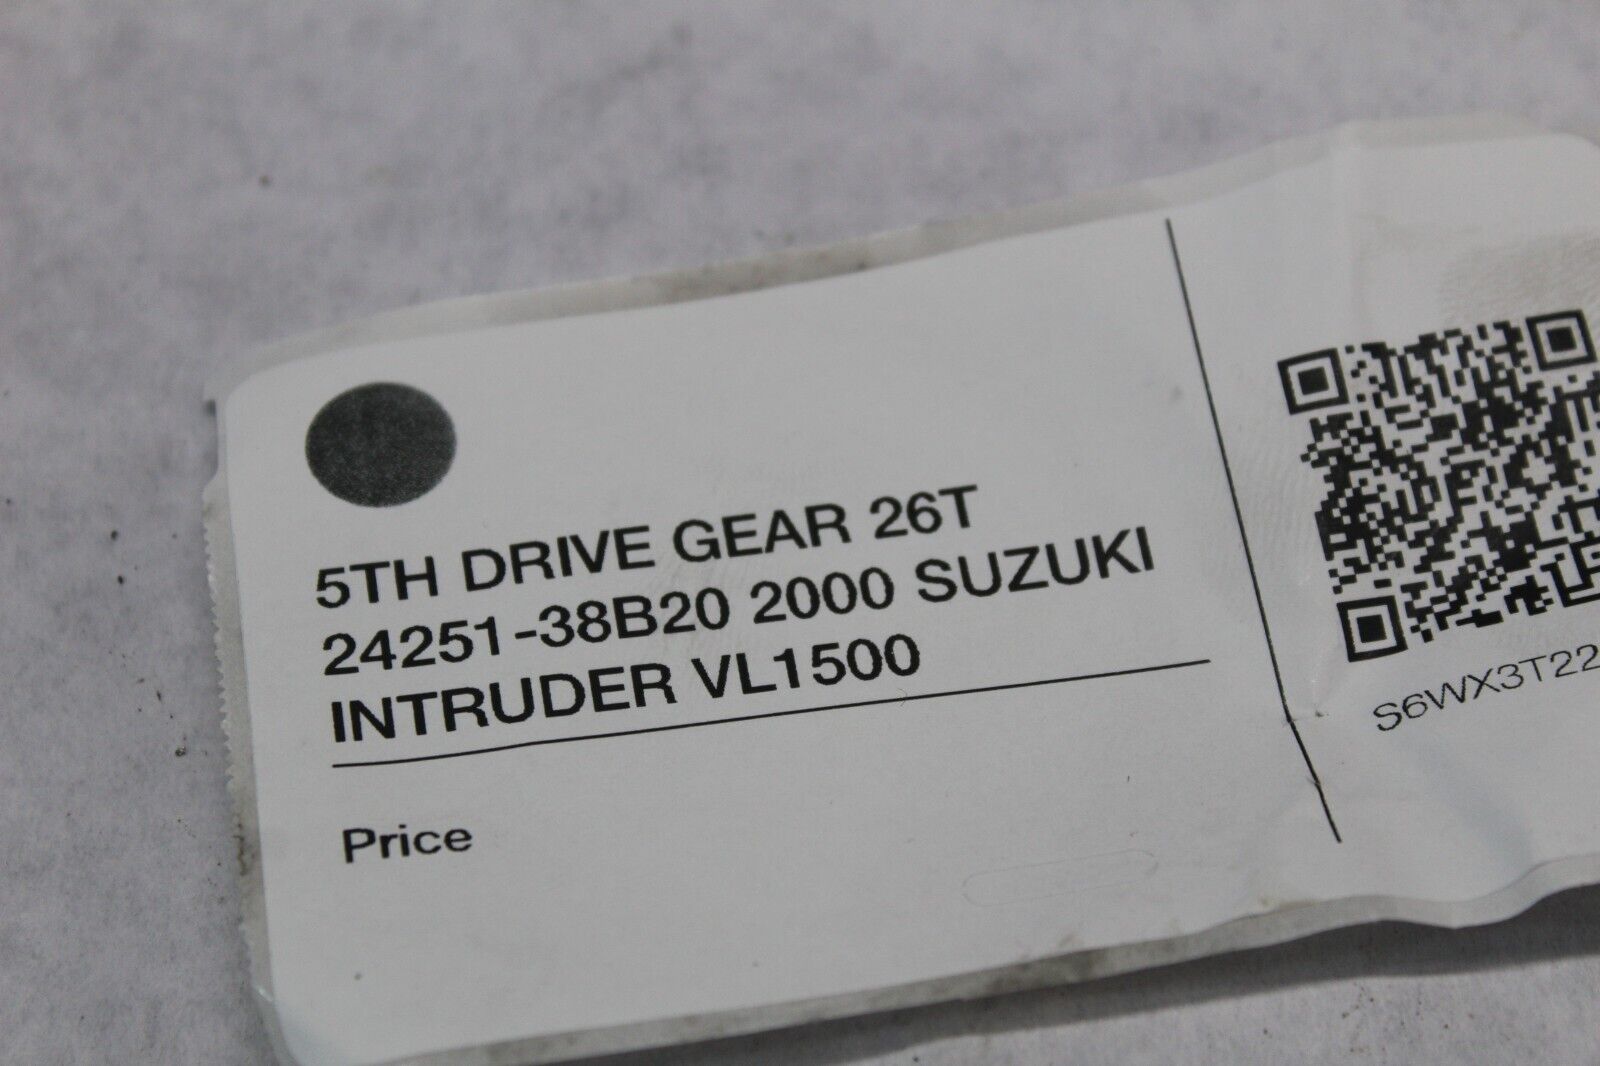 5TH DRIVE GEAR 26T
24251-38B20 2000 SUZUKI
INTRUDER VL1500
Price
S6WX3T22